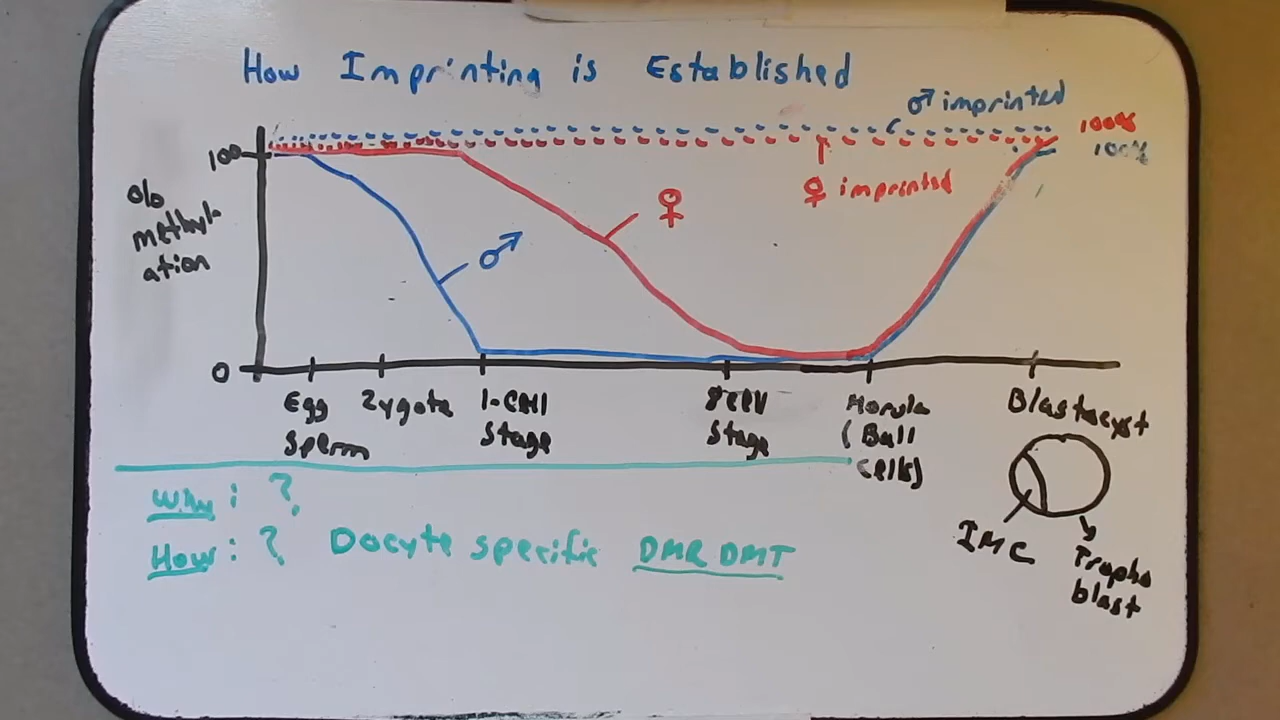 How Imprinting is Established
♂ imprinted
100%
100%
100
♀ imprinted
%
methyl-
ation
♀
♂
0
Egg
Sperm
Zygote
1-Cell
Stage
8 cell
Stage
Morula
(Ball
Cells)
Blastocyst
IMC
Tropho
blast
Why: ?
How: ? Oocyte specific DMR DMT